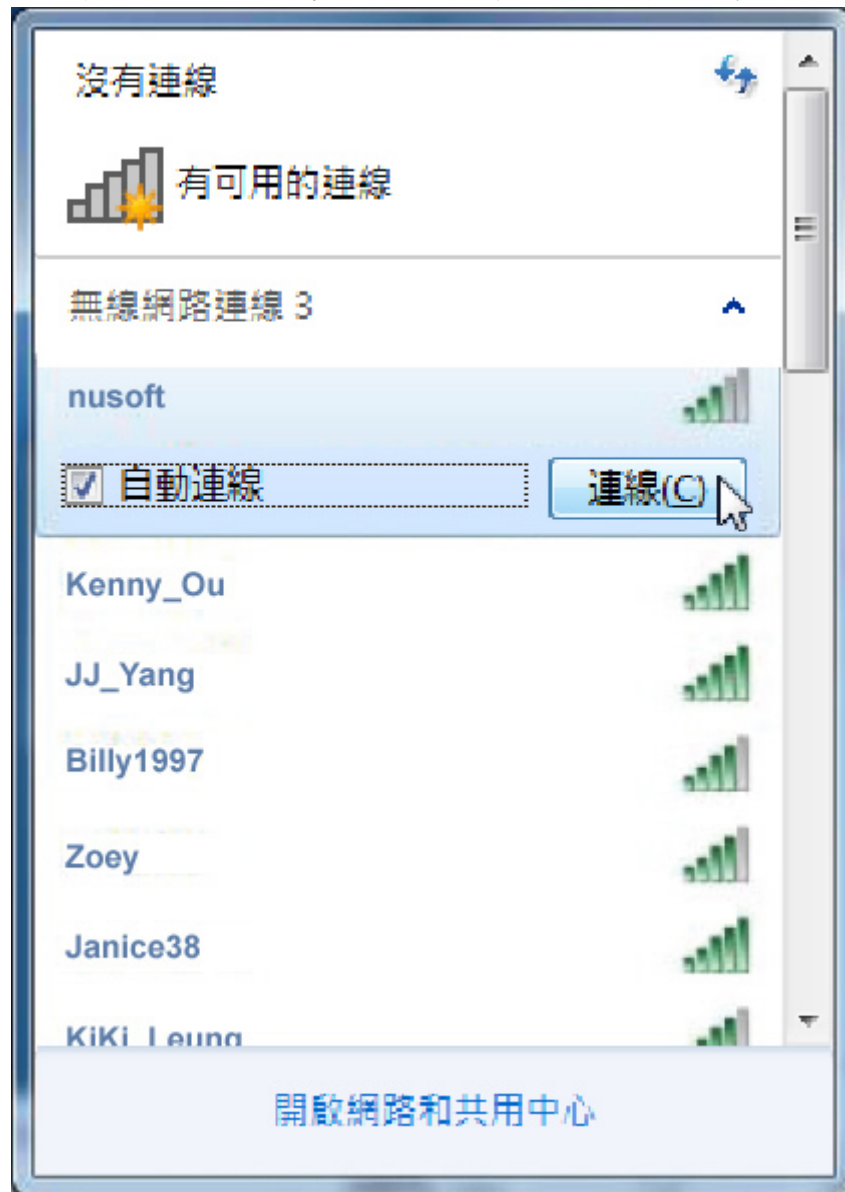 沒有連線
有可用的連線
無線網路連線 3
nusoft
自動連線 連線(C)
Kenny_Ou
JJ_Yang
Billy1997
Zoey
Janice38
KiKi_Leung
開啟網路和共用中心